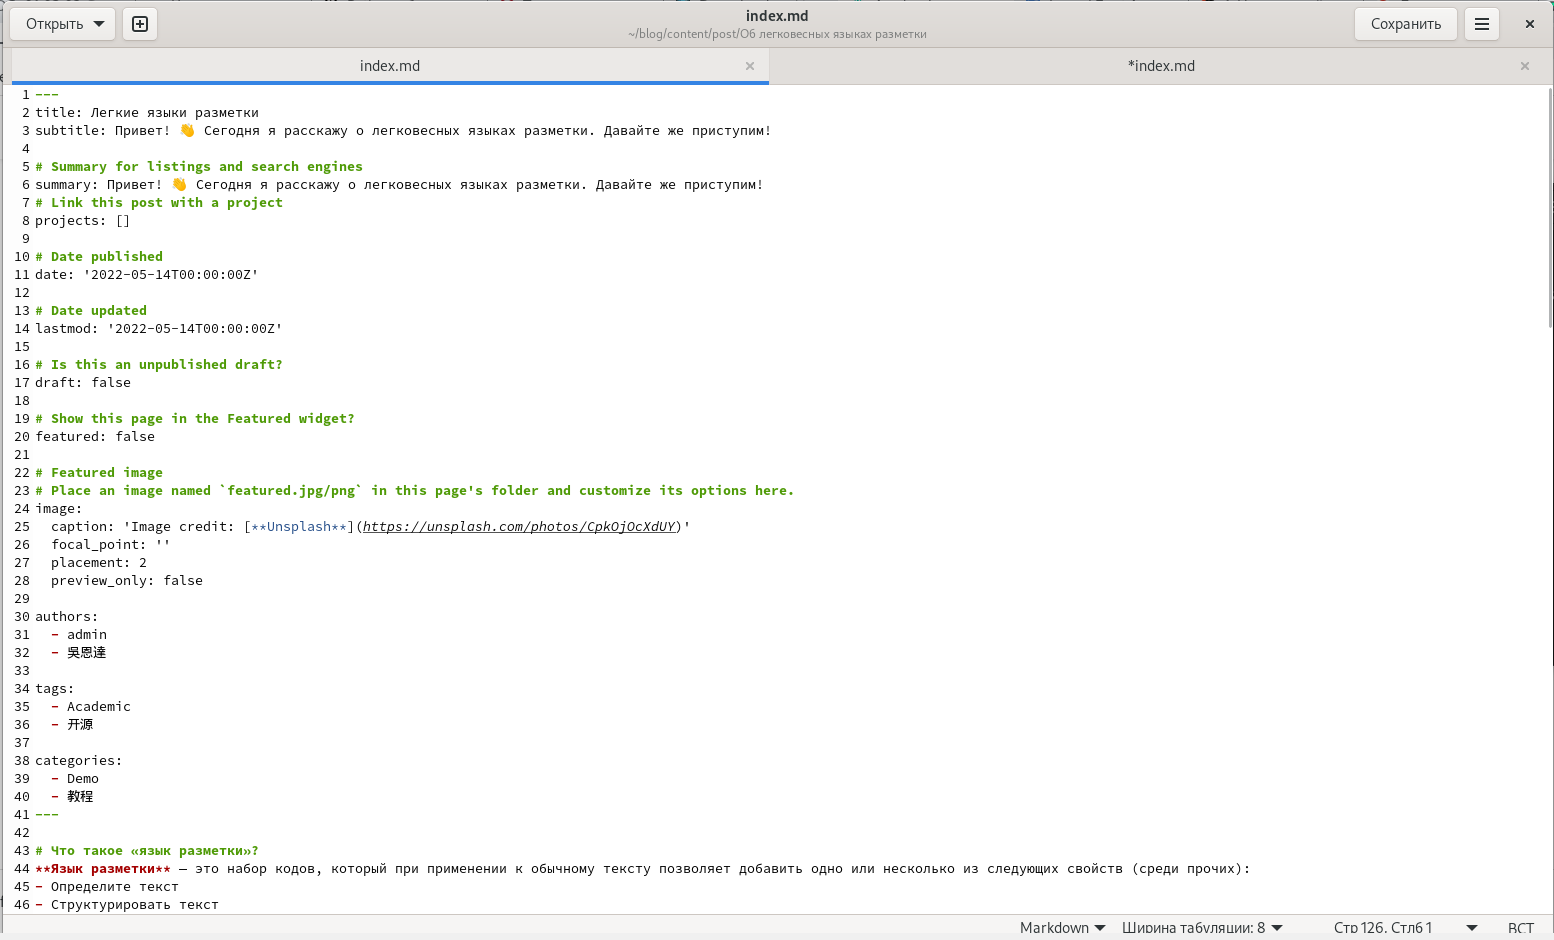 Открыть
index.md
~/blog/content/post/О6 легковесных языках разметки
Сохранить
index.md
*index.md
1 ---
2 title: Легкие языки разметки
3 subtitle: Привет! 👋 Сегодня я расскажу о легковесных языках разметки. Давайте же приступим!
4
5 # Summary for listings and search engines
6 summary: Привет! 👋 Сегодня я расскажу о легковесных языках разметки. Давайте же приступим!
7 # Link this post with a project
8 projects: []
9
10 # Date published
11 date: '2022-05-14T00:00:00Z'
12
13 # Date updated
14 lastmod: '2022-05-14T00:00:00Z'
15
16 # Is this an unpublished draft?
17 draft: false
18
19 # Show this page in the Featured widget?
20 featured: false
21
22 # Featured image
23 # Place an image named `featured.jpg/png` in this page's folder and customize its options here.
24 image:
25   caption: 'Image credit: [**Unsplash**](https://unsplash.com/photos/CpkOjOcXdUY)'
26   focal_point: ''
27   placement: 2
28   preview_only: false
29
30 authors:
31   - admin
32   - 吳恩達
33
34 tags:
35   - Academic
36   - 开源
37
38 categories:
39   - Demo
40   - 教程
41 ---
42
43 # Что такое «язык разметки»?
44 **Язык разметки** — это набор кодов, который при применении к обычному тексту позволяет добавить одно или несколько из следующих свойств (среди прочих):
45 - Определите текст
46 - Структурировать текст
Markdown Ширина табуляции: 8 Стр 126, Стлб 1 ВСТ